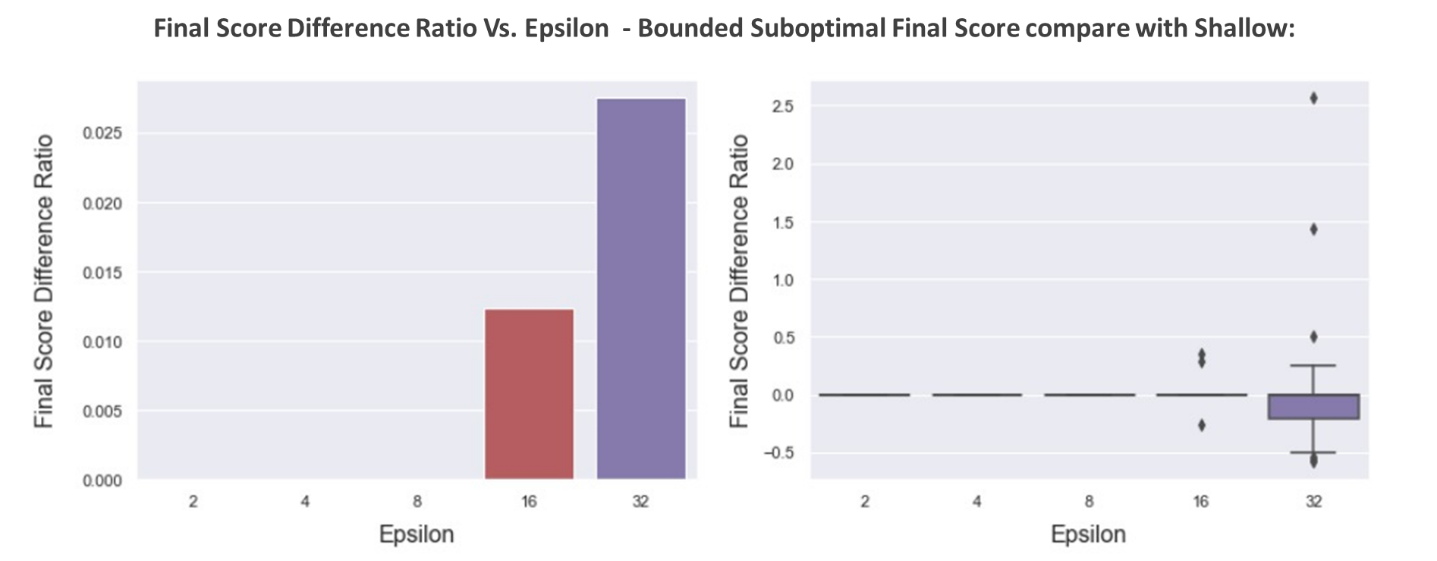 Final Score Difference Ratio Vs. Epsilon - Bounded Suboptimal Final Score compare with Shallow:
Final Score Difference Ratio
0.025
0.020
0.015
0.010
0.005
0.000
2 4 8 16 32
Epsilon
Final Score Difference Ratio
2.5
2.0
1.5
1.0
0.5
0.0
−0.5
2 4 8 16 32
Epsilon